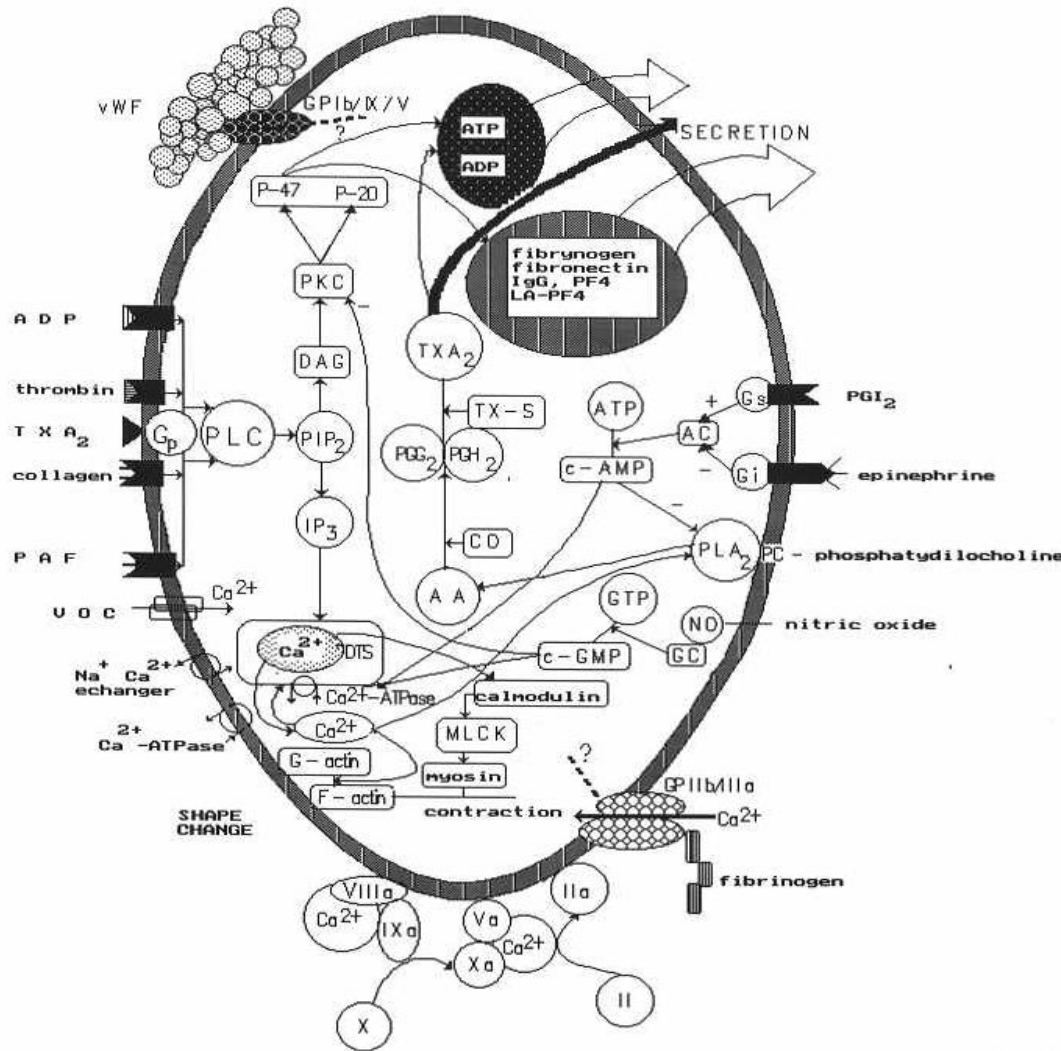 vWF
GPIb/IX/V
?
ATP
ADP
SECRETION
P-47 P-20
fibrynogen
fibronectin
IgG, PF4
LA-PF4
PKC
-
ADP
DAG
TXA2
thrombin
TX-S
ATP
+
Gs
PGI2
TXA2
Gp
PLC
PIP2
PGG2
PGH2
AC
c-AMP
-
Gi
epinephrine
collagen
IP3
CO
-
PLA2
PC - phosphatydilocholine
PAF
AA
GTP
VOC
Ca2+
NO
nitric oxide
GC
c-GMP
Ca2+
DTS
Na+ Ca2+
echanger
Ca2+-ATPase
calmodulin
2+
Ca -ATPase
Ca2+
MLCK
G-actin
myosin
?
GPIIb/IIIa
F-actin
contraction
Ca2+
SHAPE
CHANGE
fibrinogen
VIIIa
IIa
Ca2+
IXa
Va
Ca2+
Xa
II
X